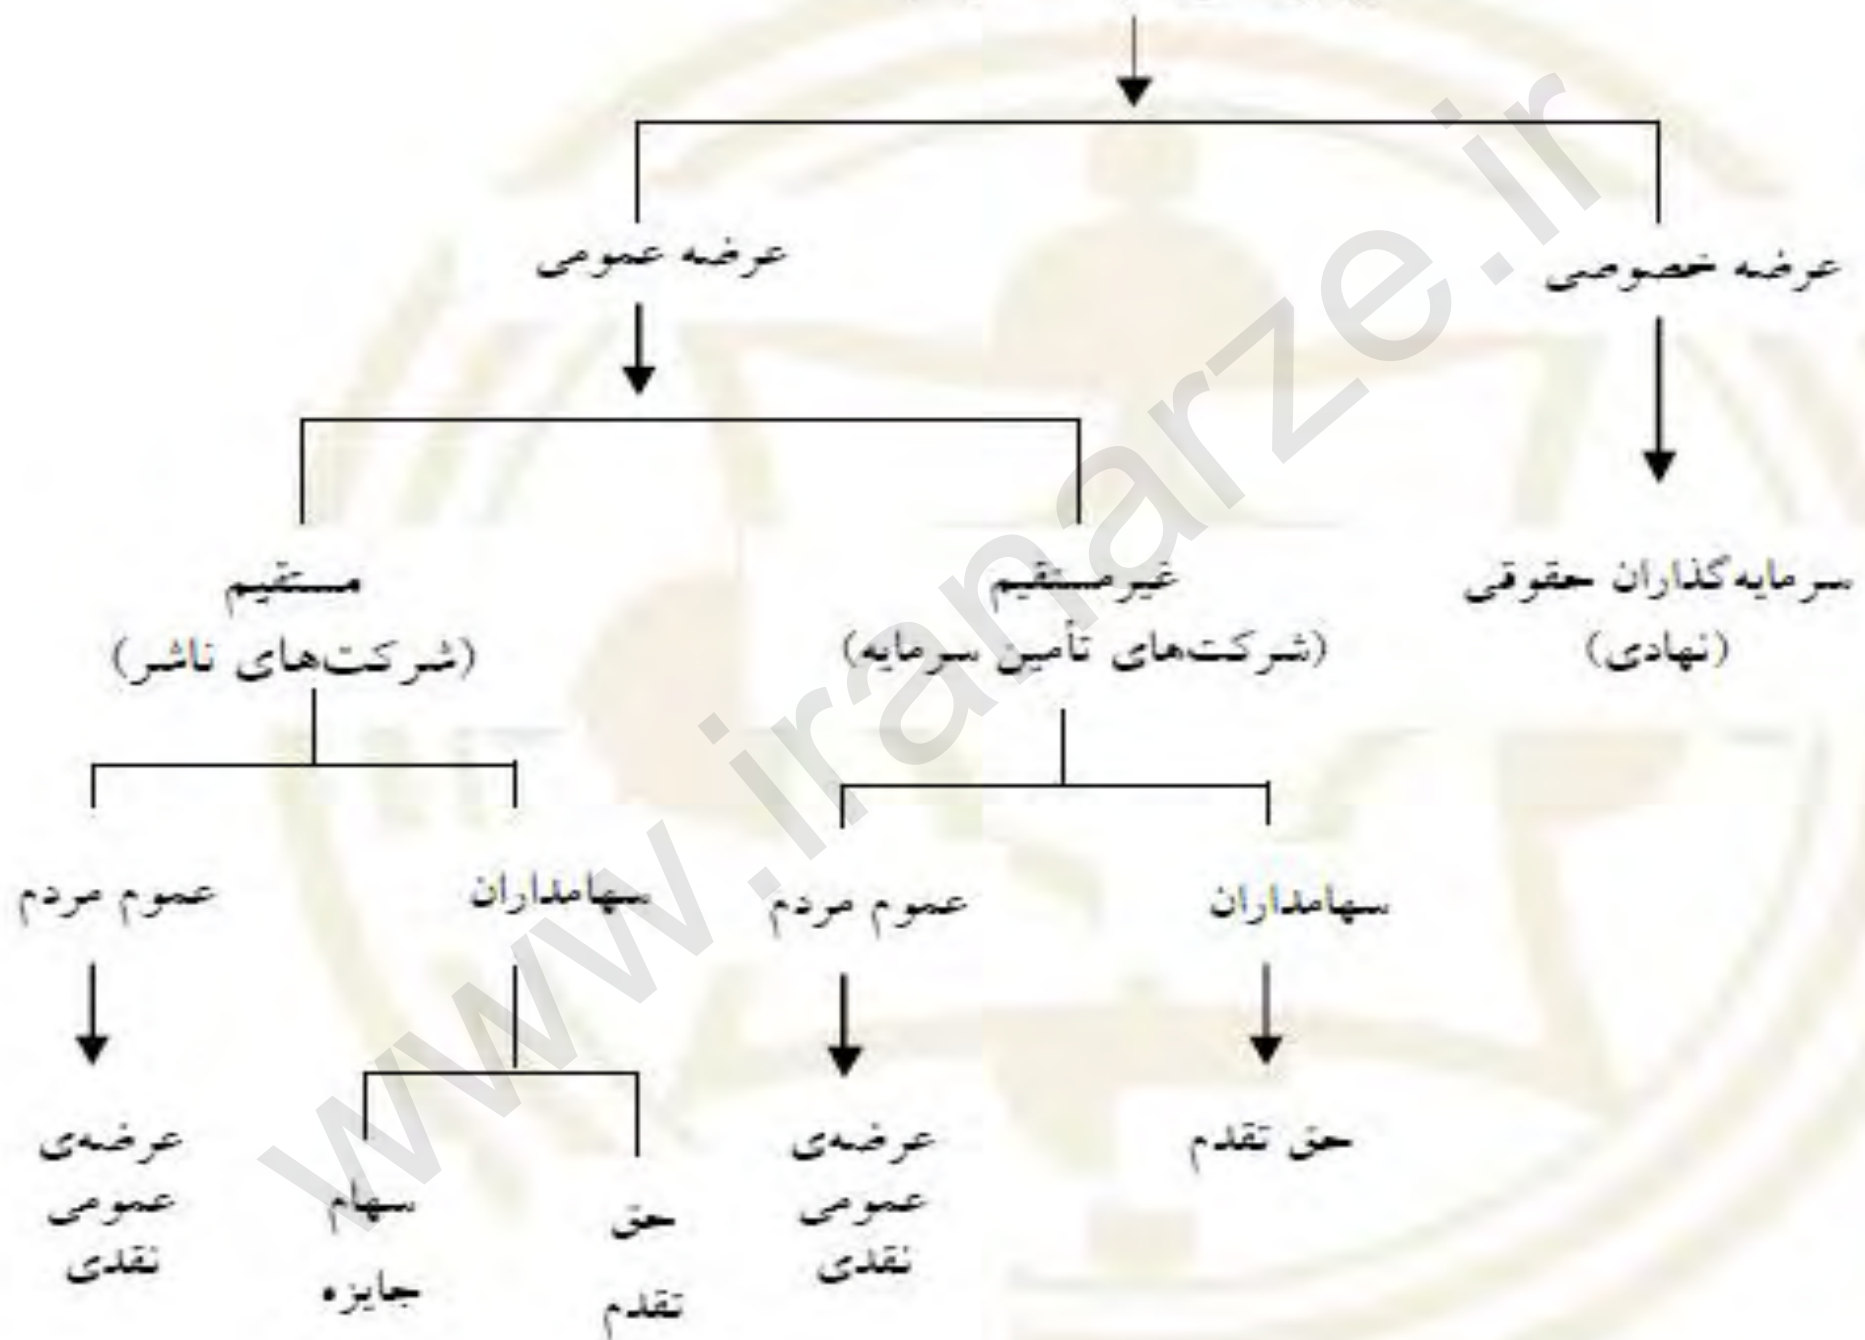 عرضه عمومی
عرضه خصوصی
مستقیم
(شرکت‌های ناشر)
غیرمستقیم
(شرکت‌های تأمین سرمایه)
سرمایه‌گذاران حقوقی
(نهادی)
عموم مردم
سهامداران
عموم مردم
سهامداران
عرضه‌ی
عمومی
نقدی
سهام
جایزه
حق
تقدم
عرضه‌ی
عمومی
نقدی
حق تقدم
www.iranarze.ir